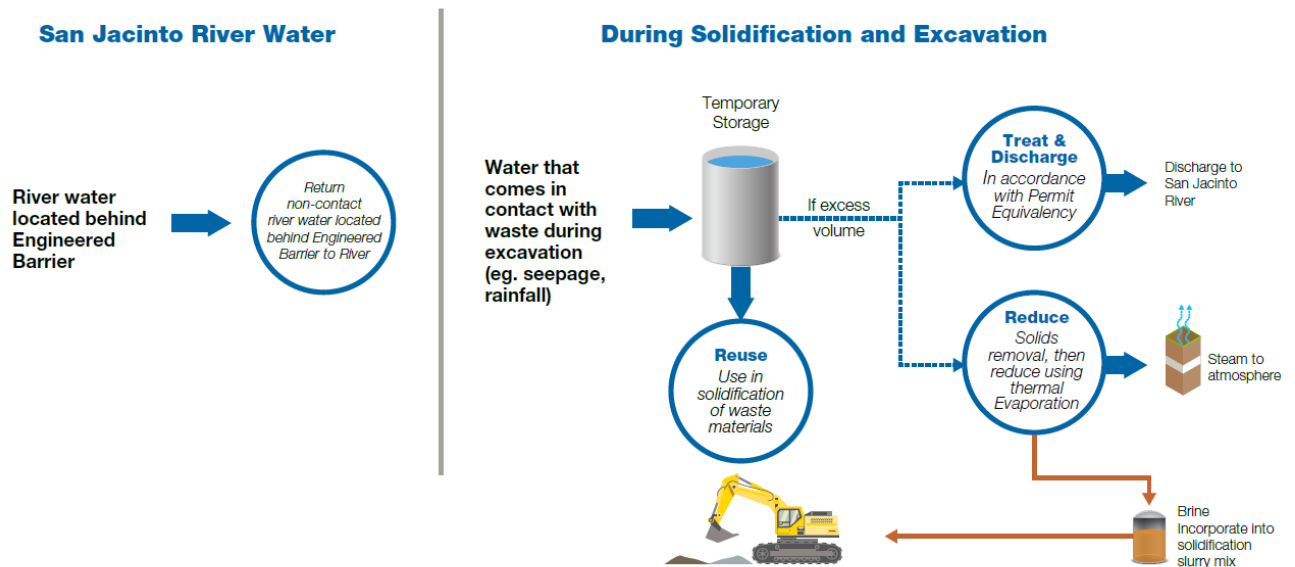 San Jacinto River Water
River water
located behind
Engineered
Barrier
Return
non-contact
river water located
behind Engineered
Barrier to River
During Solidification and Excavation
Water that
comes in
contact with
waste during
excavation
(eg. seepage,
rainfall)
Temporary
Storage
If excess
volume
Treat &
Discharge
In accordance
with Permit
Equivalency
Discharge to
San Jacinto
River
Reuse
Use in
solidification
of waste
materials
Reduce
Solids
removal, then
reduce using
thermal
Evaporation
Steam to
atmosphere
Brine
Incorporate into
solidification
slurry mix